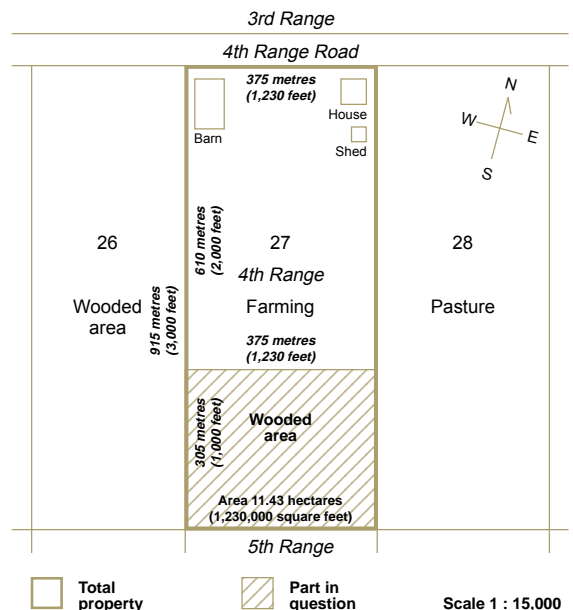 3rd Range
4th Range Road
375 metres
(1,230 feet)
Barn
House
Shed
N
W
E
S
26
Wooded
area
915 metres
(3,000 feet)
610 metres
(2,000 feet)
27
4th Range
Farming
375 metres
(1,230 feet)
28
Pasture
305 metres
(1,000 feet)
Wooded
area
Area 11.43 hectares
(1,230,000 square feet)
5th Range
Total
property
Part in
question
Scale 1 : 15,000